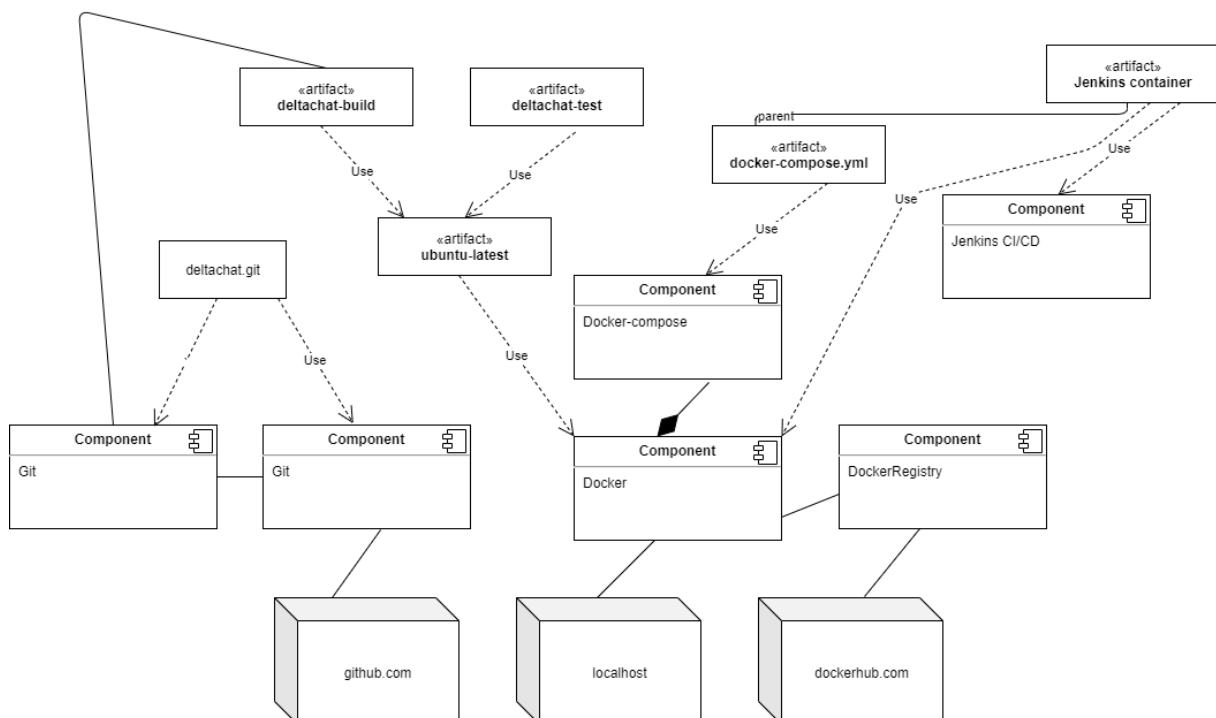 «artifact»
Jenkins container
«artifact»
deltachat-build
«artifact»
deltachat-test
parent
«artifact»
docker-compose.yml
Use
Use
Use
Use
Component
Jenkins CI/CD
«artifact»
ubuntu-latest
Use
deltachat.git
Component
Docker-compose
Use
Use
Component
Git
Component
Git
Component
Docker
Component
DockerRegistry
github.com
localhost
dockerhub.com